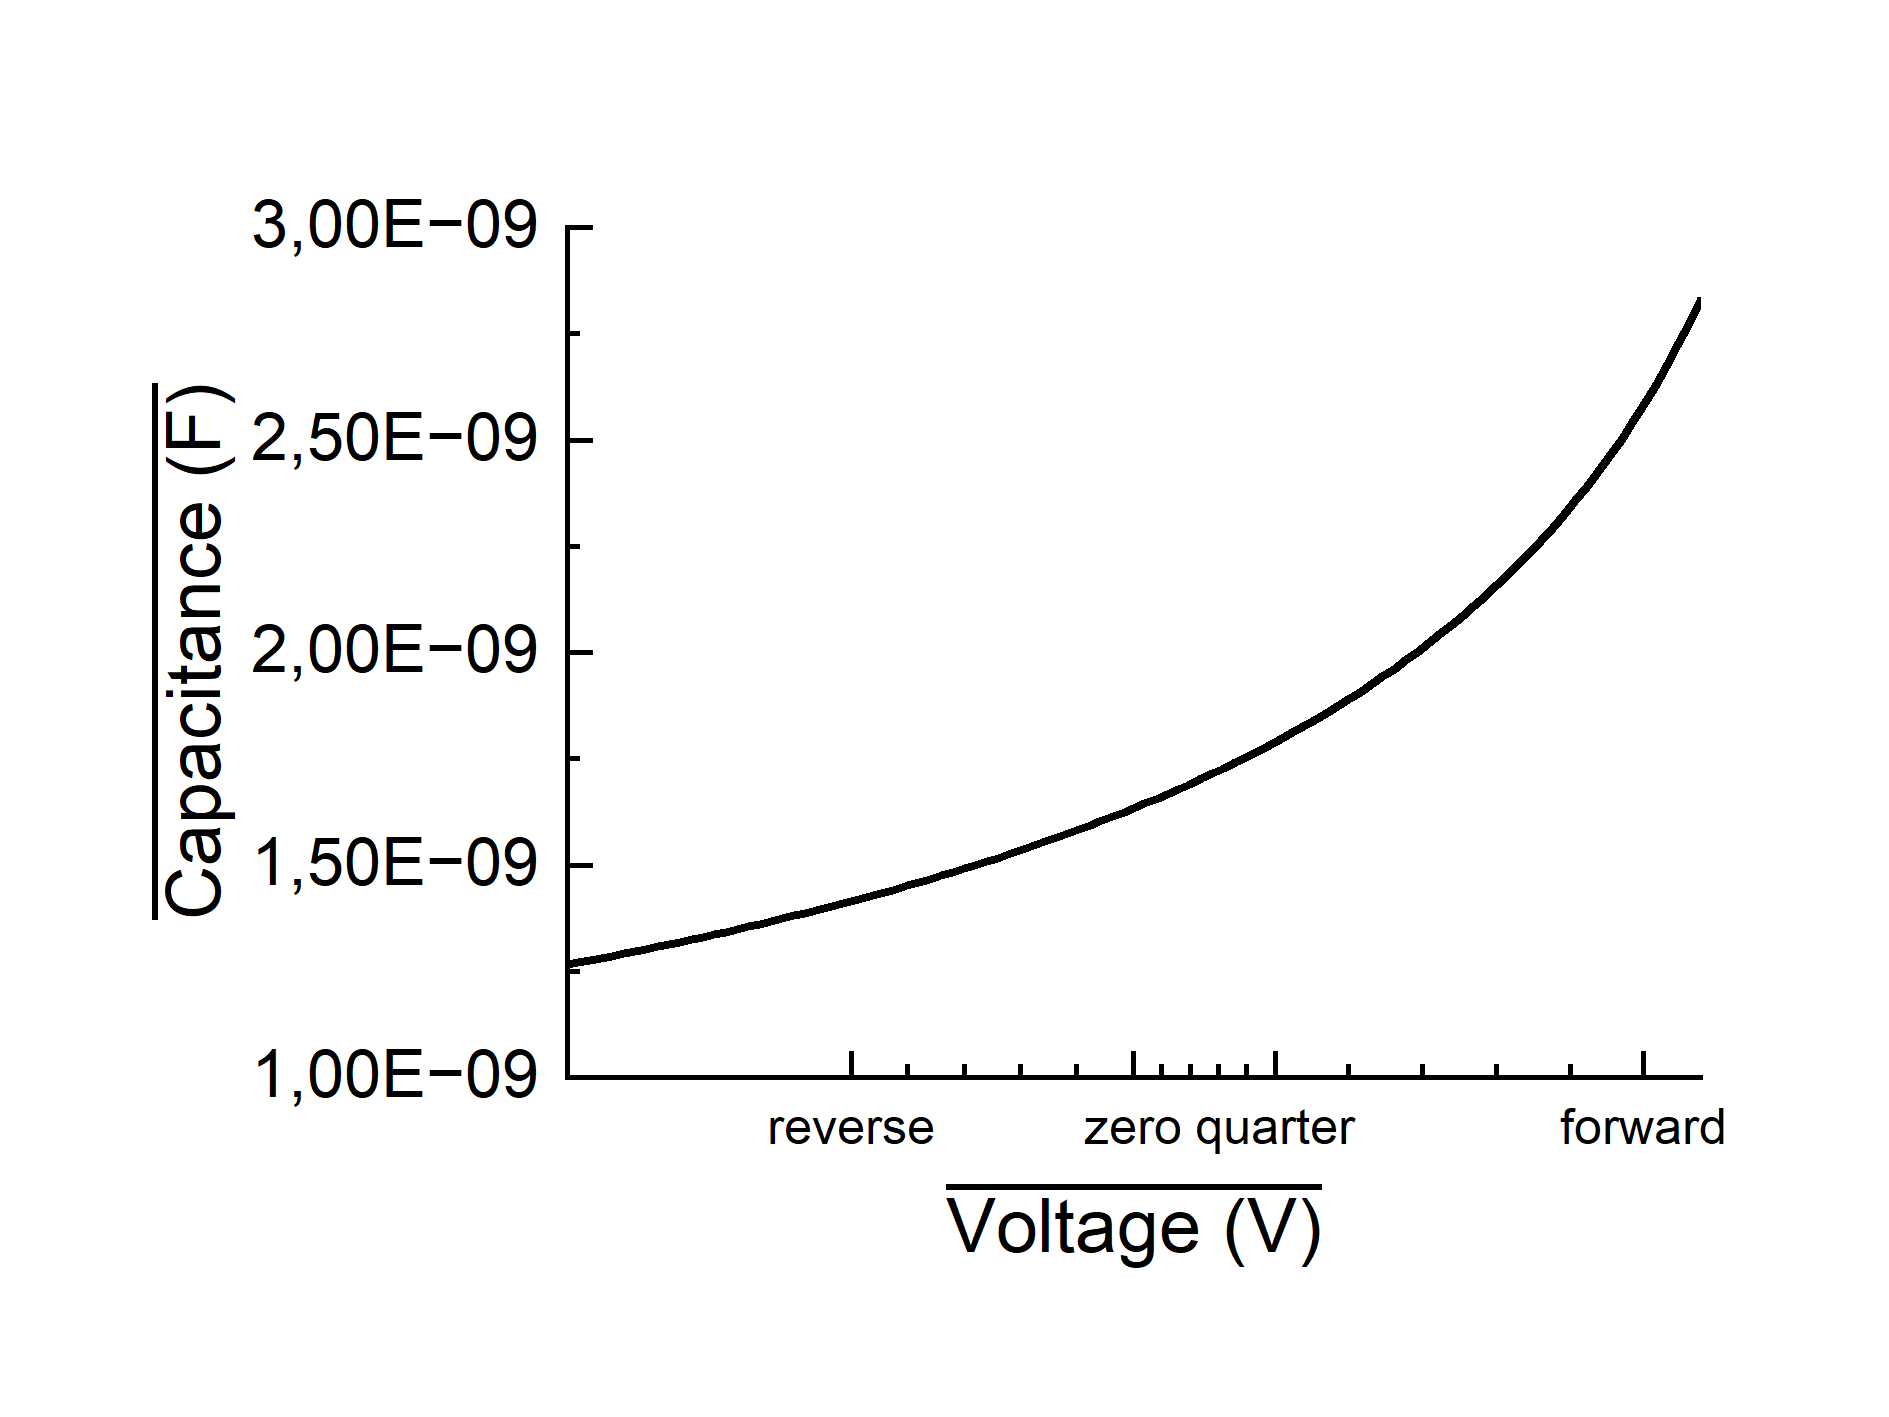 3,00E−09
2,50E−09
2,00E−09
1,50E−09
1,00E−09
Capacitance (F)
reverse zero quarter forward
Voltage (V)